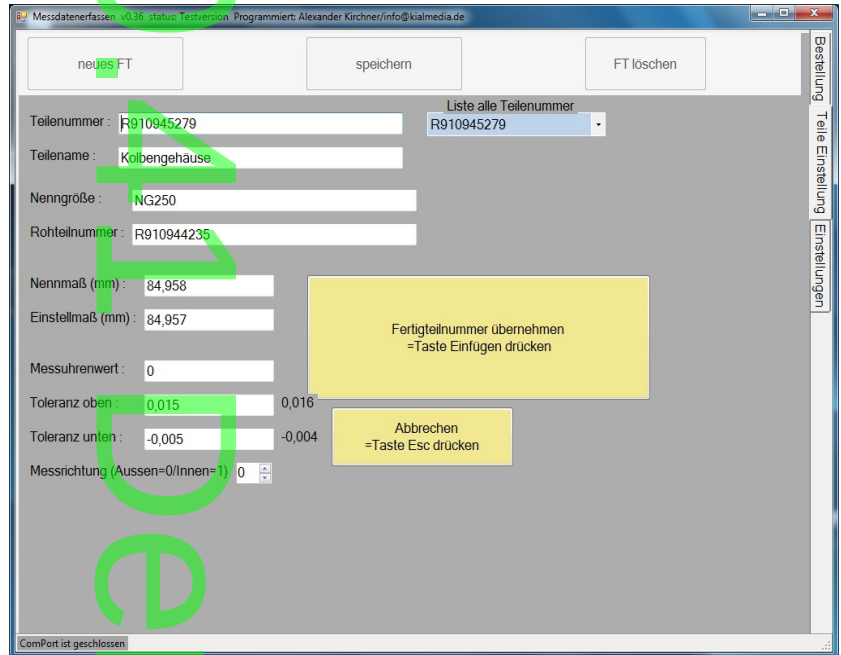 Messdatenerfassen v0.36 status: Testversion Programmiert: Alexander Kirchner/info@kialmedia.de
neues FT
speichern
FT löschen
Bestellung
Teile Einstellung
Einstellungen
Liste alle Teilenummer
Teilenummer : R910945279
R910945279
Teilename : Kolbengehäuse
Nenngröße : NG250
Rohteilnummer : R910944235
Nennmaß (mm) : 84,958
Einstellmaß (mm) : 84,957
Fertigteilnummer übernehmen
=Taste Einfügen drücken
Messuhrenwert : 0
Toleranz oben : 0,015 0,016
Toleranz unten : -0,005 -0,004
Abbrechen
=Taste Esc drücken
Messrichtung (Aussen=0/Innen=1) 0
ComPort ist geschlossen